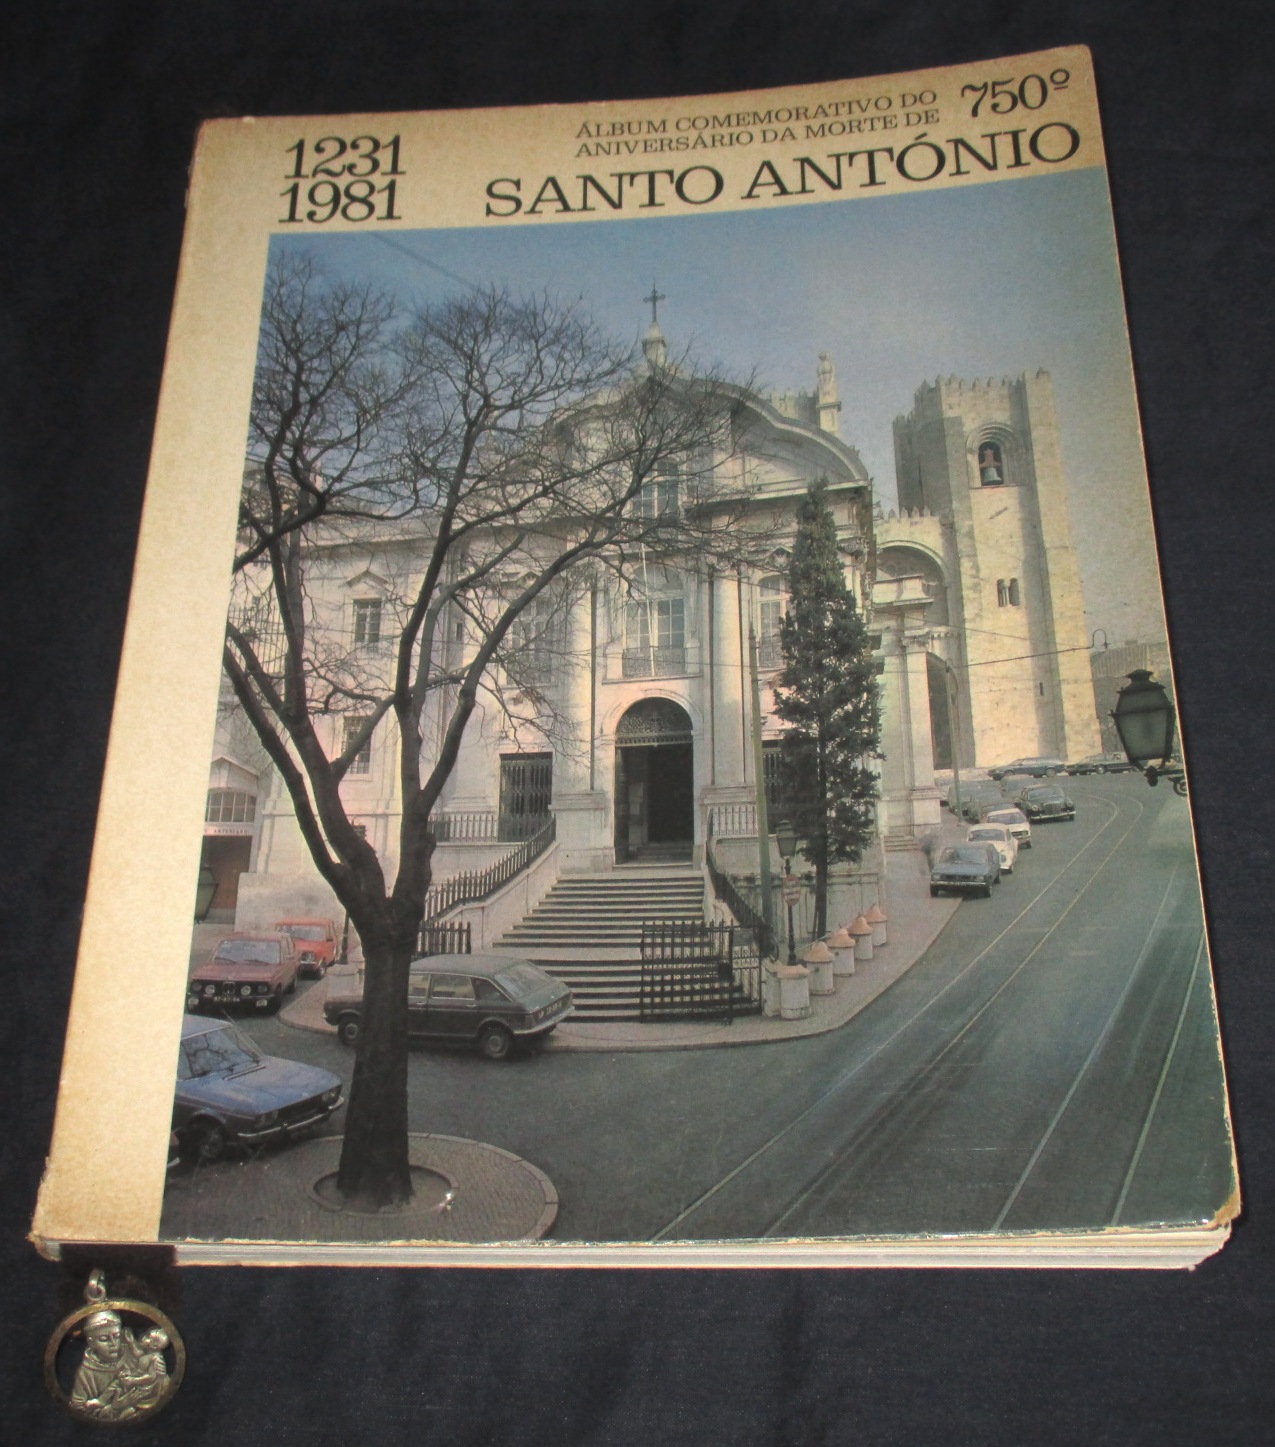 1231
1981
ÁLBUM COMEMORATIVO DO 750º
ANIVERSÁRIO DA MORTE DE
SANTO ANTÓNIO